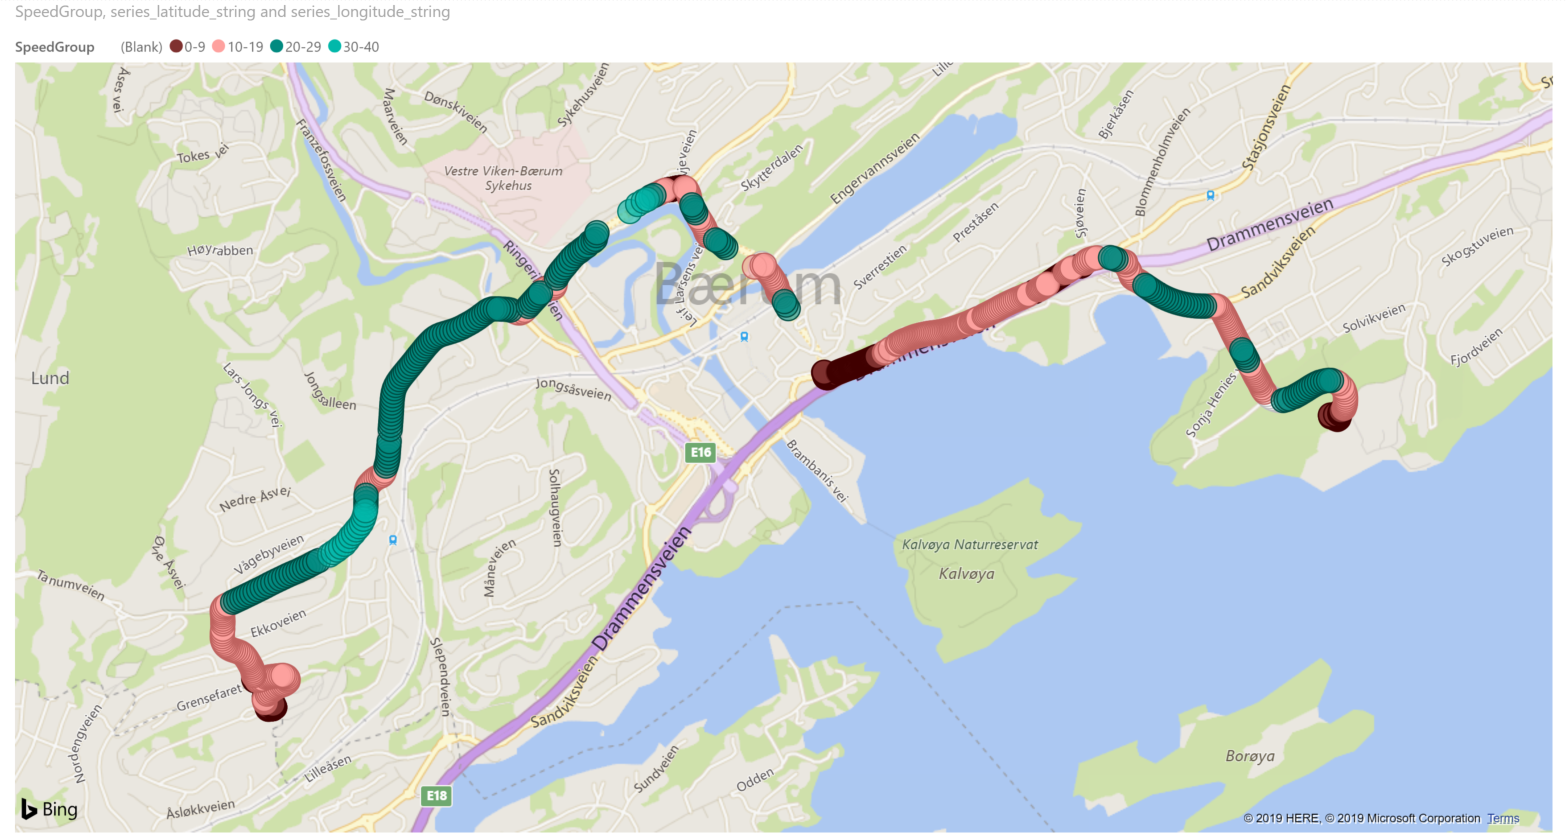 SpeedGroup, series_latitude_string and series_longitude_string
SpeedGroup (Blank) 0-9 10-19 20-29 30-40
Åses vei
Maarveien
Dønskiveien
Sykehusveien
Bjerkåsen
Stasjonsveien
Franzefossveien
Tokes vei
Vestre Viken-Bærum
Sykehus
Skytterdalen
Engervannsveien
Blommenholmveien
Sjøveien
Drammensveien
Høyrabben
Preståsen
Skogstuveien
Sverrestien
Sandviksveien
Leif Larsens vei
Bærum
Solvikveien
Fjordveien
Lund
Lars Jongs vei
Jongsalleen
Jongsåsveien
Sonja Henies
E16
Brambanis vei
Nedre Åsvei
Solhaugveien
Vågebyveien
Måneveien
Kalvøya Naturreservat
Kalvøya
Tanumveien
Ekkoveien
Drammensveien
Slependveien
Grensefaret
Sandviksveien
Nordengveien
Lilleåsen
Sundveien
Odden
Borøya
E18
Åsløkkveien
Bing
© 2019 HERE, © 2019 Microsoft Corporation Terms